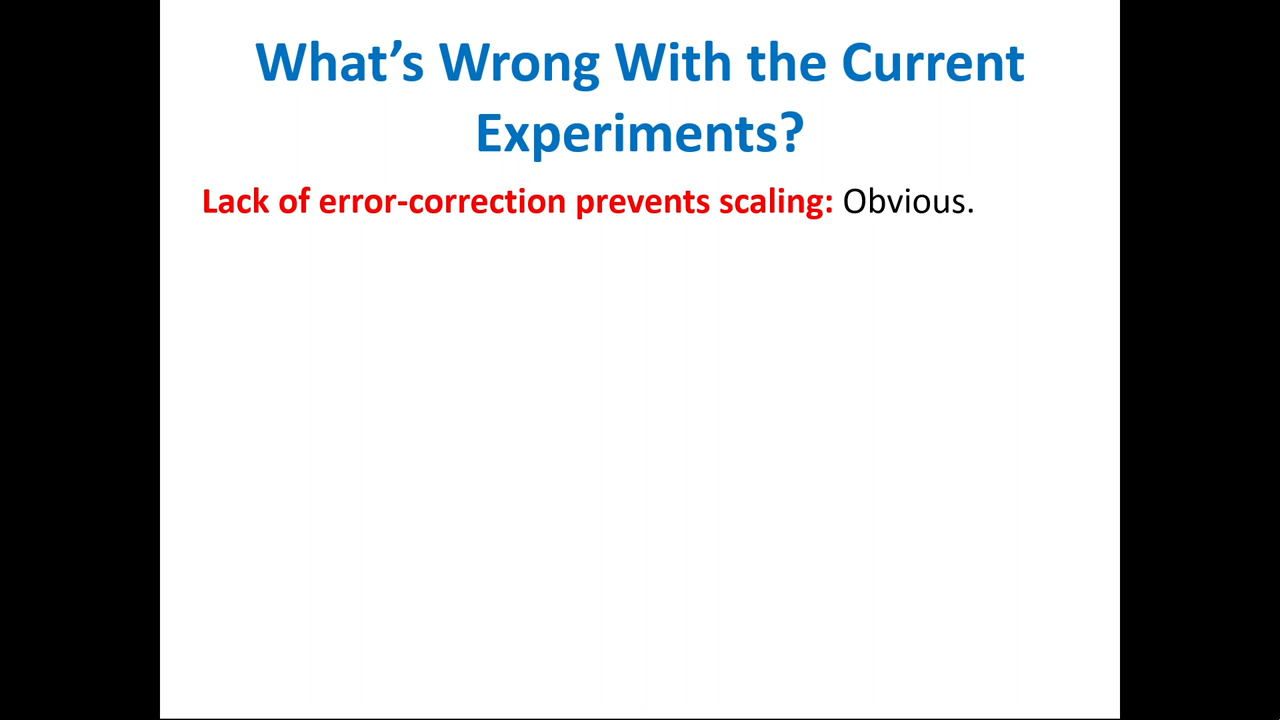 What’s Wrong With the Current
Experiments?
Lack of error-correction prevents scaling: Obvious.